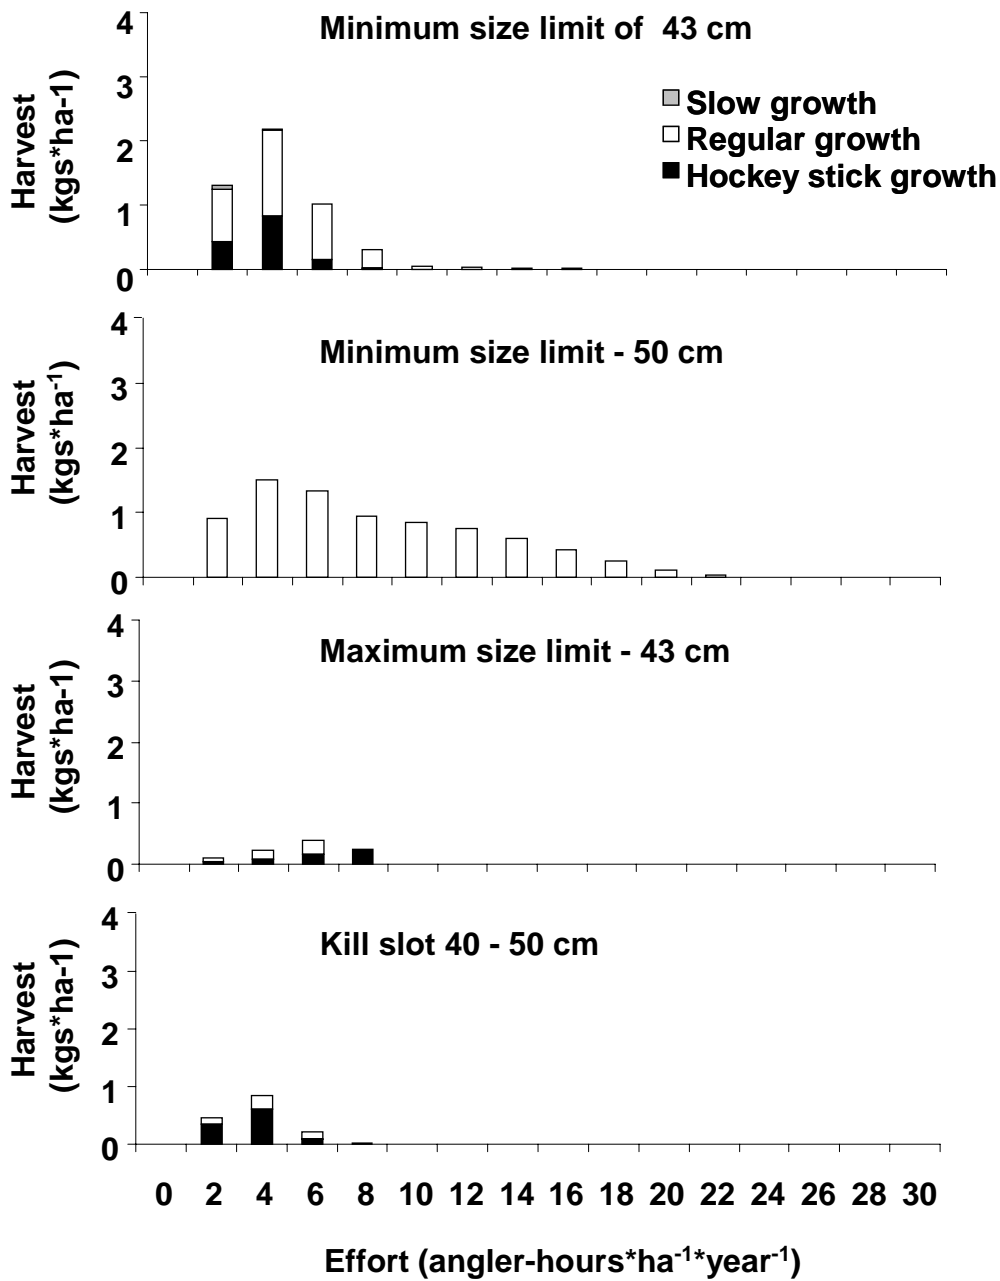 Minimum size limit of 43 cm
Harvest
(kgs*ha-1)
4
3
2
1
0
Slow growth
Regular growth
Hockey stick growth
Minimum size limit - 50 cm
Harvest
(kgs*ha⁻¹)
4
3
2
1
0
Maximum size limit - 43 cm
Harvest
(kgs*ha-1)
4
3
2
1
0
Kill slot 40 - 50 cm
Harvest
(kgs*ha-1)
4
3
2
1
0
0 2 4 6 8 10 12 14 16 18 20 22 24 26 28 30
Effort (angler-hours*ha⁻¹*year⁻¹)